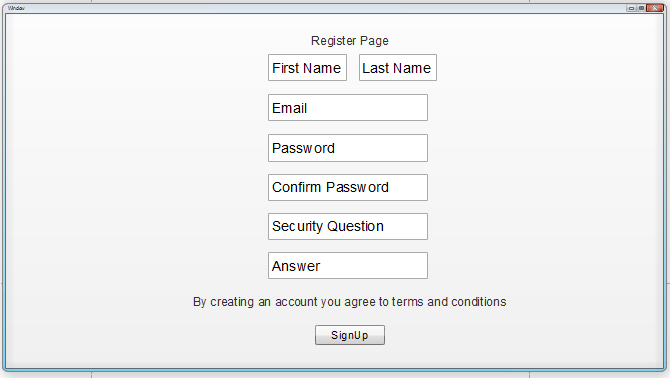 Window
Register Page
First Name Last Name
Email
Password
Confirm Password
Security Question
Answer
By creating an account you agree to terms and conditions
SignUp